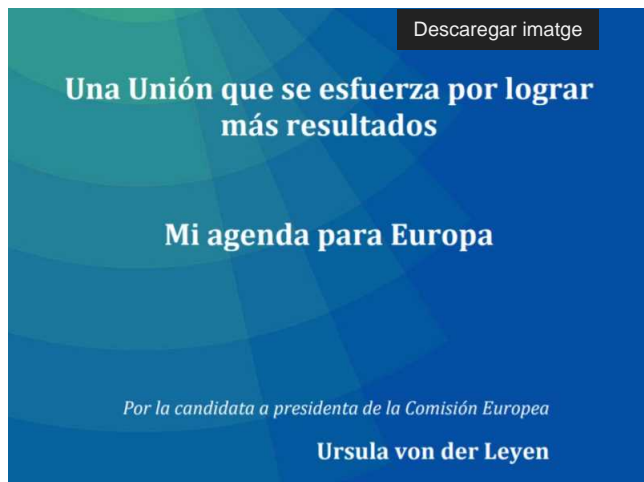 Descaregar imatge
Una Unión que se esfuerza por lograr
más resultados
Mi agenda para Europa
Por la candidata a presidenta de la Comisión Europea
Ursula von der Leyen